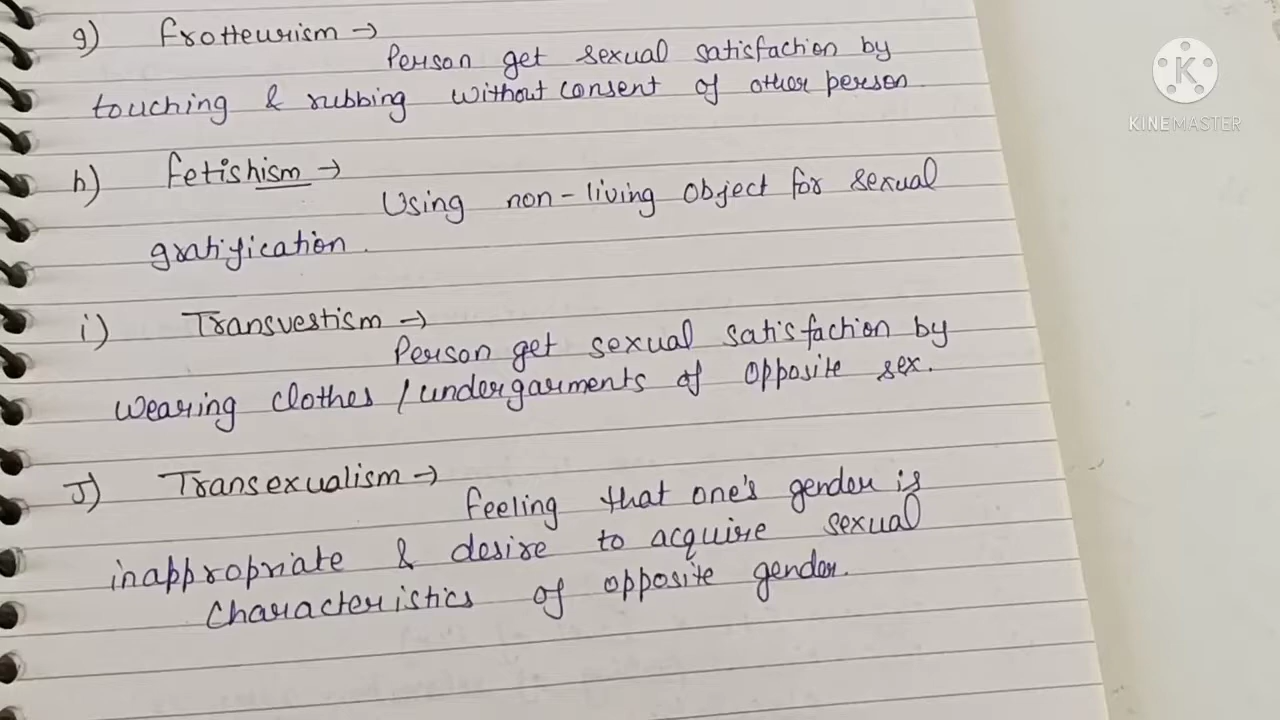 g) Frotteurism →
Person get sexual satisfaction by
touching & rubbing without consent of other person.
h) Fetishism →
Using non-living object for sexual
gratification.
i) Transvestism →
Person get sexual satisfaction by
wearing clothes / undergarments of opposite sex.
J) Transexualism →
Feeling that one's gender is
inappropriate & desire to acquire sexual
characteristics of opposite gender.
K
KINEMASTER